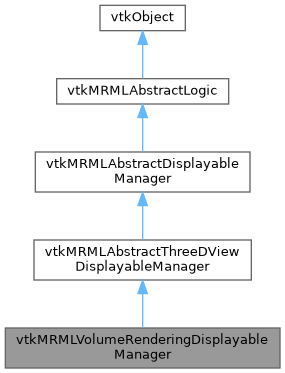 vtkObject
vtkMRMLAbstractLogic
vtkMRMLAbstractDisplayable
Manager
vtkMRMLAbstractThreeDView
DisplayableManager
vtkMRMLVolumeRenderingDisplayable
Manager